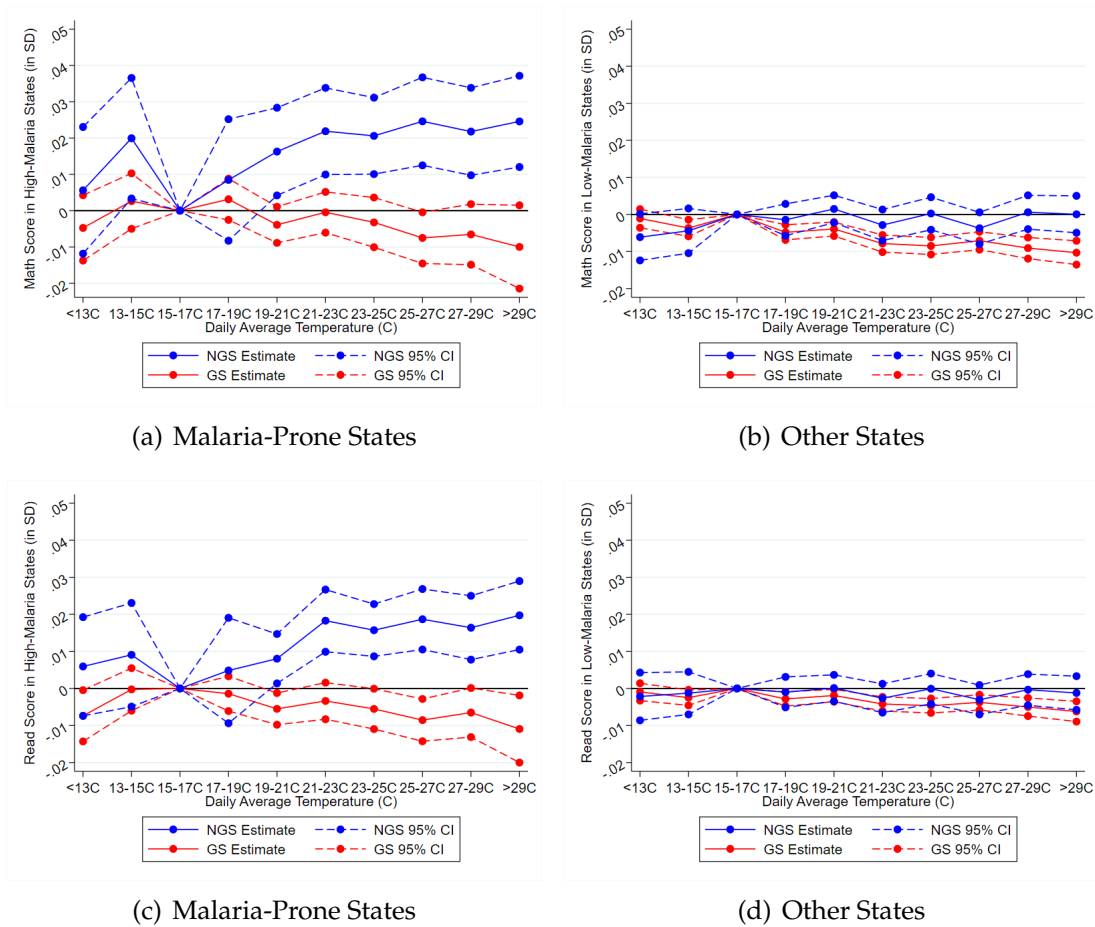 Math Score in High-Malaria States (in SD)
.05
.04
.03
.02
.01
0
-.01
-.02
<13C 13-15C 15-17C 17-19C 19-21C 21-23C 23-25C 25-27C 27-29C >29C
Daily Average Temperature (C)
NGS Estimate NGS 95% CI
GS Estimate GS 95% CI
(a) Malaria-Prone States
Math Score in Low-Malaria States (in SD)
.05
.04
.03
.02
.01
0
-.01
-.02
<13C 13-15C 15-17C 17-19C 19-21C 21-23C 23-25C 25-27C 27-29C >29C
Daily Average Temperature (C)
NGS Estimate NGS 95% CI
GS Estimate GS 95% CI
(b) Other States
Read Score in High-Malaria States (in SD)
.05
.04
.03
.02
.01
0
-.01
-.02
<13C 13-15C 15-17C 17-19C 19-21C 21-23C 23-25C 25-27C 27-29C >29C
Daily Average Temperature (C)
NGS Estimate NGS 95% CI
GS Estimate GS 95% CI
(c) Malaria-Prone States
Read Score in Low-Malaria States (in SD)
.05
.04
.03
.02
.01
0
-.01
-.02
<13C 13-15C 15-17C 17-19C 19-21C 21-23C 23-25C 25-27C 27-29C >29C
Daily Average Temperature (C)
NGS Estimate NGS 95% CI
GS Estimate GS 95% CI
(d) Other States